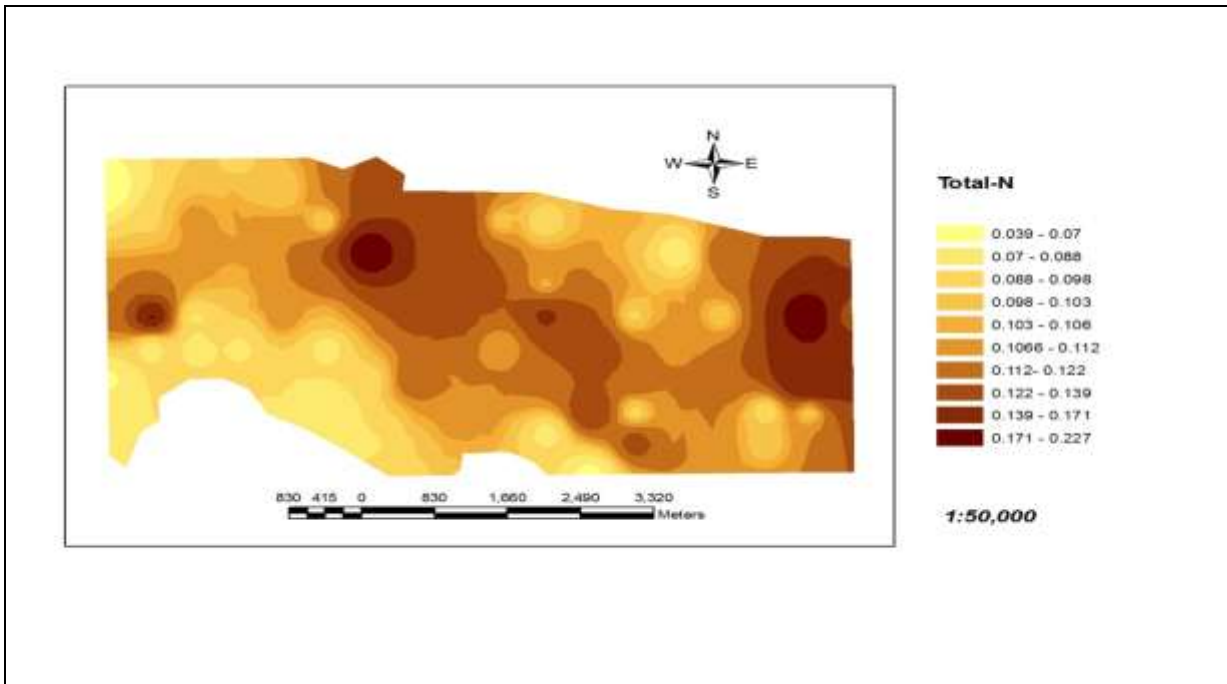 N
W E
S
Total-N
0.039 - 0.07
0.07 - 0.088
0.088 - 0.098
0.098 - 0.103
0.103 - 0.106
0.1066 - 0.112
0.112- 0.122
0.122 - 0.139
0.139 - 0.171
0.171 - 0.227
830 415 0 830 1,660 2,490 3,320
Meters
1:50,000